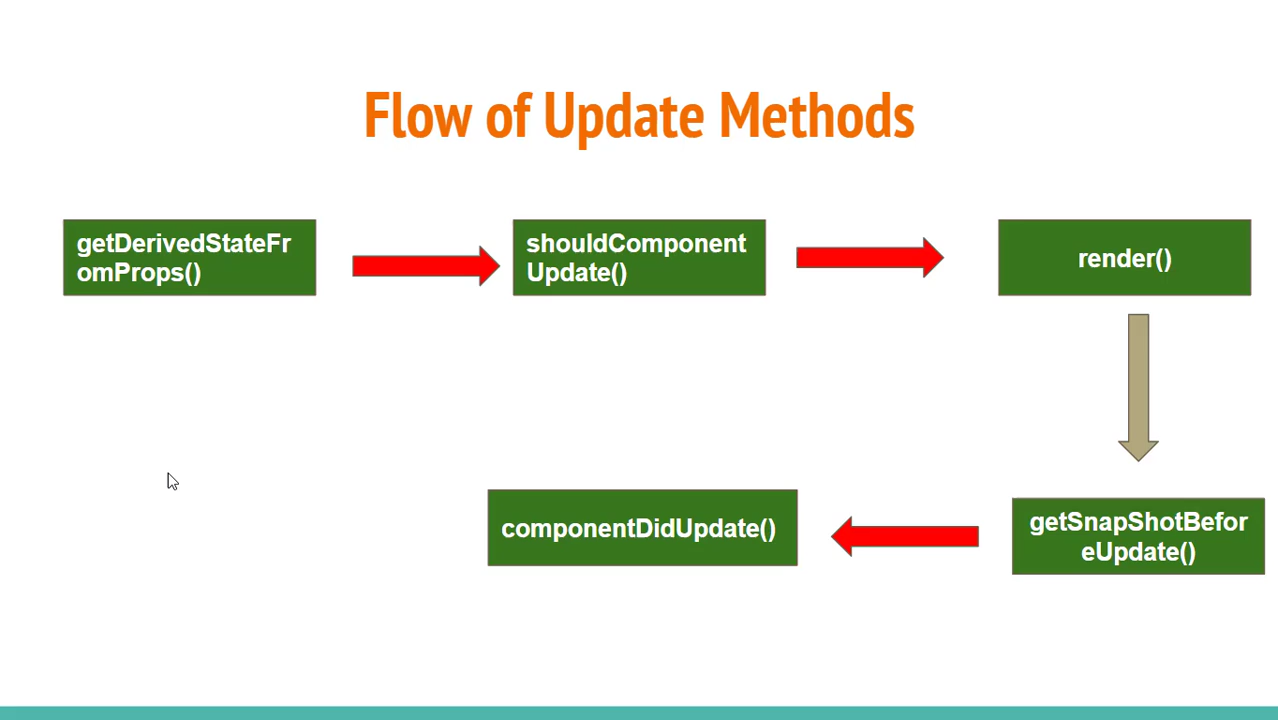 Flow of Update Methods
getDerivedStateFr
omProps()
shouldComponent
Update()
render()
getSnapShotBefor
eUpdate()
componentDidUpdate()